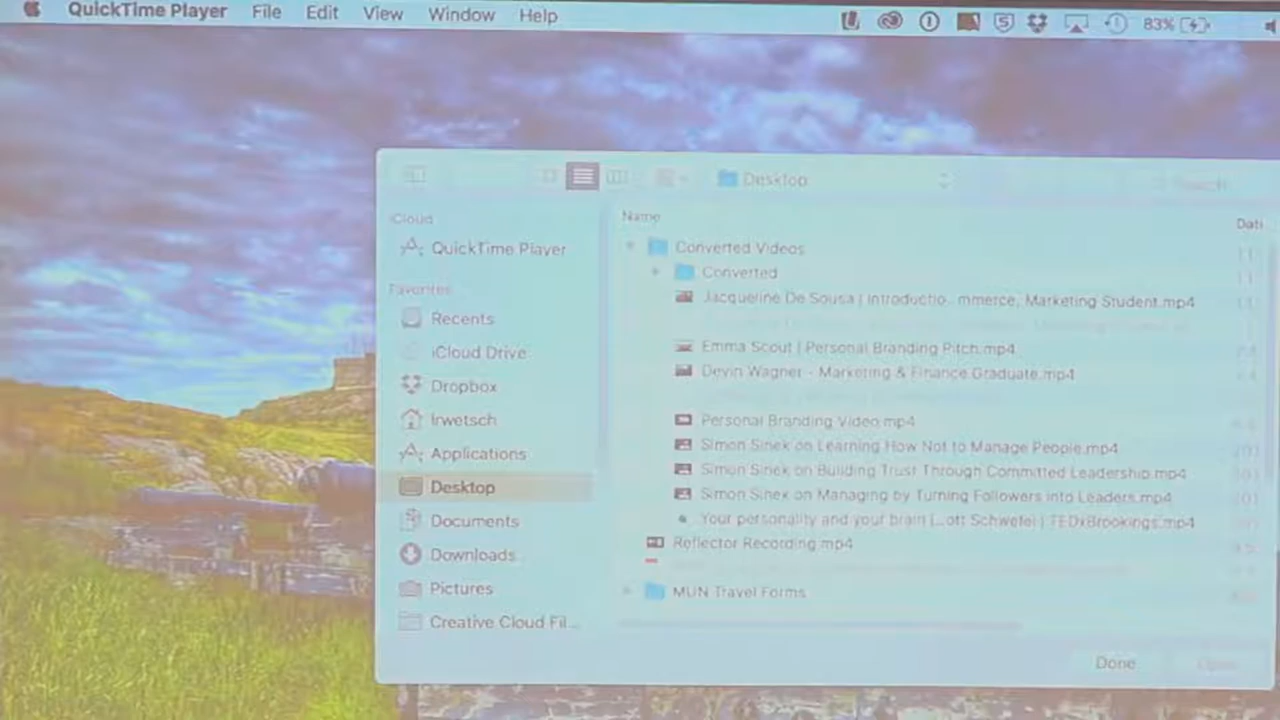 QuickTime Player File Edit View Window Help 83%
Desktop
iCloud
QuickTime Player
Favorites
Recents
iCloud Drive
Dropbox
lrwetsch
Applications
Desktop
Documents
Downloads
Pictures
Creative Cloud Fil...
Name Dat
Converted Videos
Converted
Jacqueline De Sousa | Introductio...mmerce, Marketing Student.mp4
Emma Scout | Personal Branding Pitch.mp4
Devin Wagner - Marketing & Finance Graduate.mp4
Personal Branding Video.mp4
Simon Sinek on Learning How Not to Manage People.mp4
Simon Sinek on Building Trust Through Committed Leadership.mp4
Simon Sinek on Managing by Turning Followers into Leaders.mp4
Your personality and your brain |...ott Schwefel | TEDxBrookings.mp4
Reflector Recording.mp4
MUN Travel Forms
Done Open